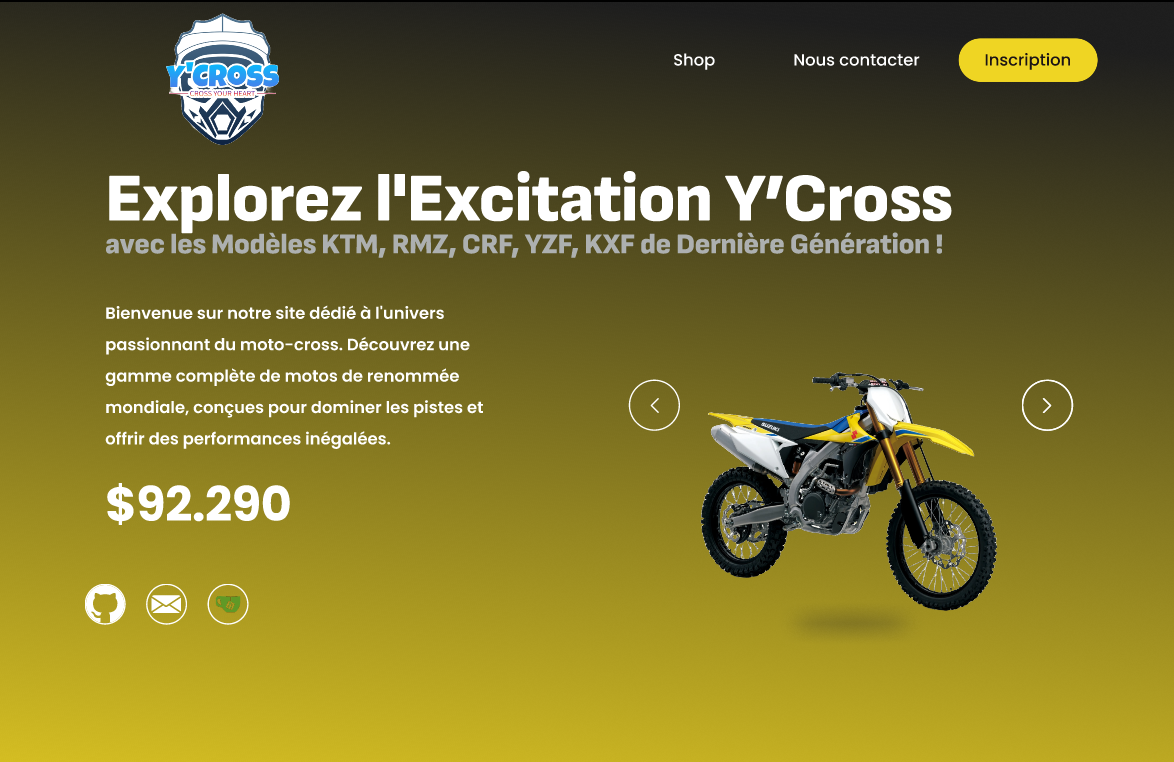 Y'CROSS
CROSS YOUR HEART
Shop
Nous contacter
Inscription
Explorez l'Excitation Y’Cross
avec les Modèles KTM, RMZ, CRF, YZF, KXF de Dernière Génération !
Bienvenue sur notre site dédié à l'univers
passionnant du moto-cross. Découvrez une
gamme complète de motos de renommée
mondiale, conçues pour dominer les pistes et
offrir des performances inégalées.
$92.290
SUZUKI